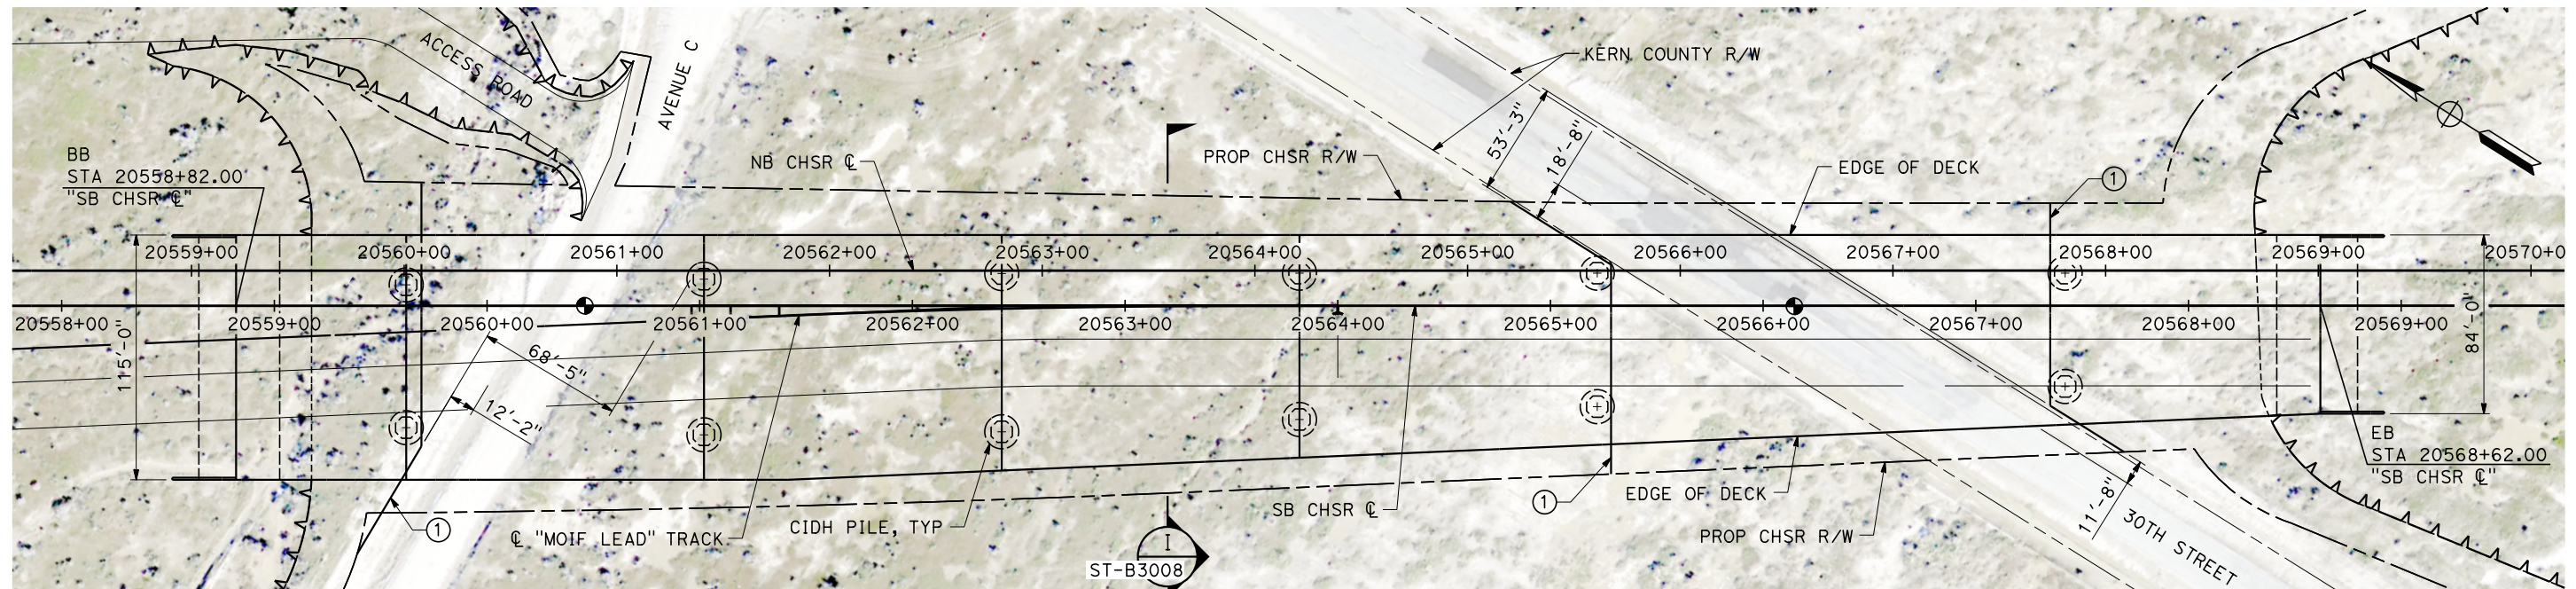 ACCESS ROAD
AVENUE C
KERN COUNTY R/W
53'-3"
18'-8"
BB
STA 20558+82.00
"SB CHSR ℄"
NB CHSR ℄
PROP CHSR R/W
EDGE OF DECK
1
20559+00
20560+00
20561+00
20562+00
20563+00
20564+00
20565+00
20566+00
20567+00
20568+00
20569+00
20570+0
20558+00
20559+00
20560+00
20561+00
20562+00
20563+00
20564+00
20565+00
20566+00
20567+00
20568+00
20569+00
115'-0"
84'-0"
68'-5"
12'-2"
EB
STA 20568+62.00
"SB CHSR ℄"
1
℄ "MOIF LEAD" TRACK
CIDH PILE, TYP
SB CHSR ℄
1
EDGE OF DECK
PROP CHSR R/W
11'-8"
30TH STREET
I
ST-B3008